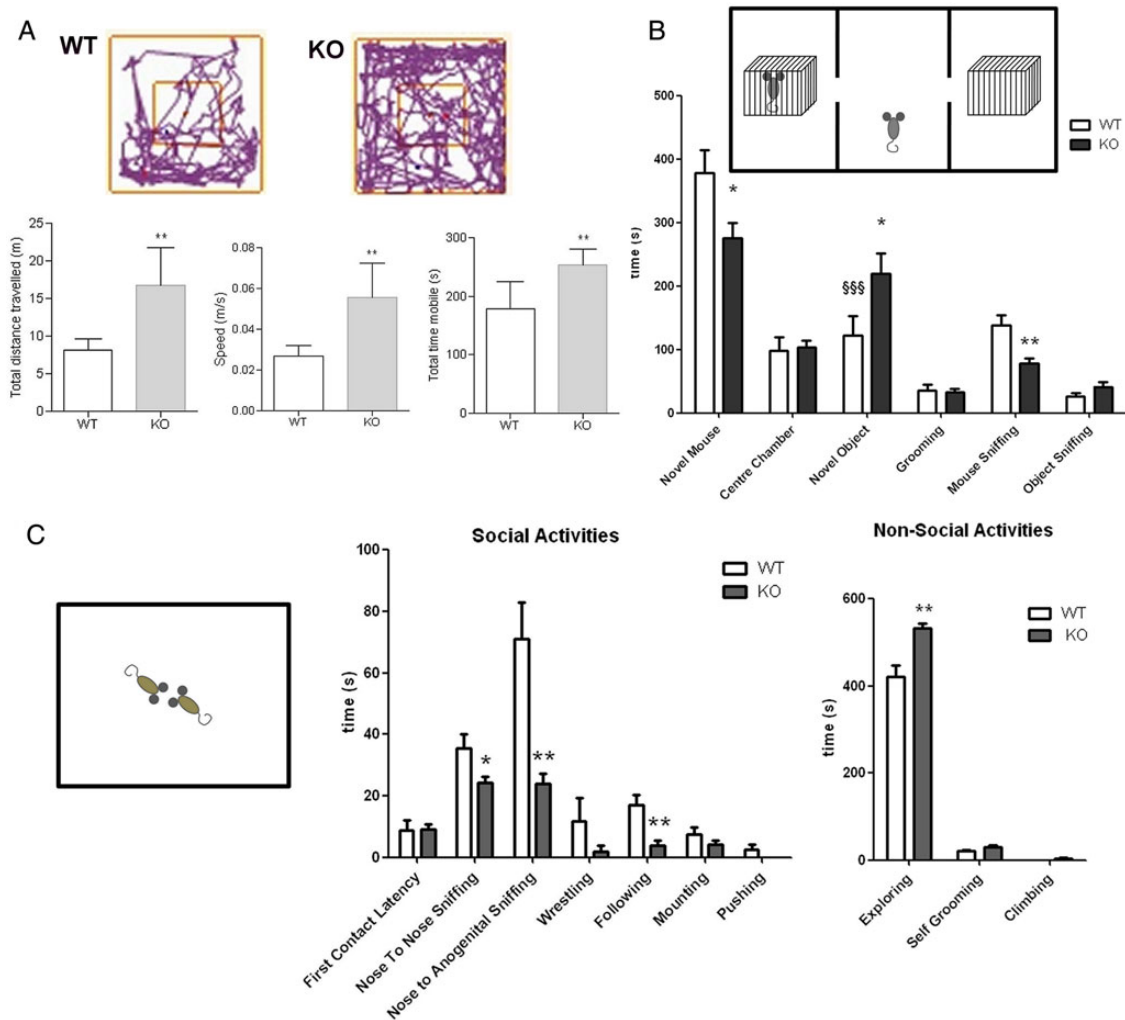 A
WT
KO
Total distance travelled (m)
25
20
15
10
5
0
**
WT
KO
Speed (m/s)
0.08
0.06
0.04
0.02
0.00
**
WT
KO
Total time mobile (s)
300
200
100
0
**
WT
KO
B
WT
KO
time (s)
500
400
300
200
100
0
*
§§§
*
**
Novel Mouse
Centre Chamber
Novel Object
Grooming
Mouse Sniffing
Object Sniffing
C
Social Activities
WT
KO
time (s)
100
80
60
40
20
0
*
**
**
First Contact Latency
Nose To Nose Sniffing
Nose to Anogenital Sniffing
Wrestling
Following
Mounting
Pushing
Non-Social Activities
WT
KO
time (s)
600
400
200
0
**
Exploring
Self Grooming
Climbing